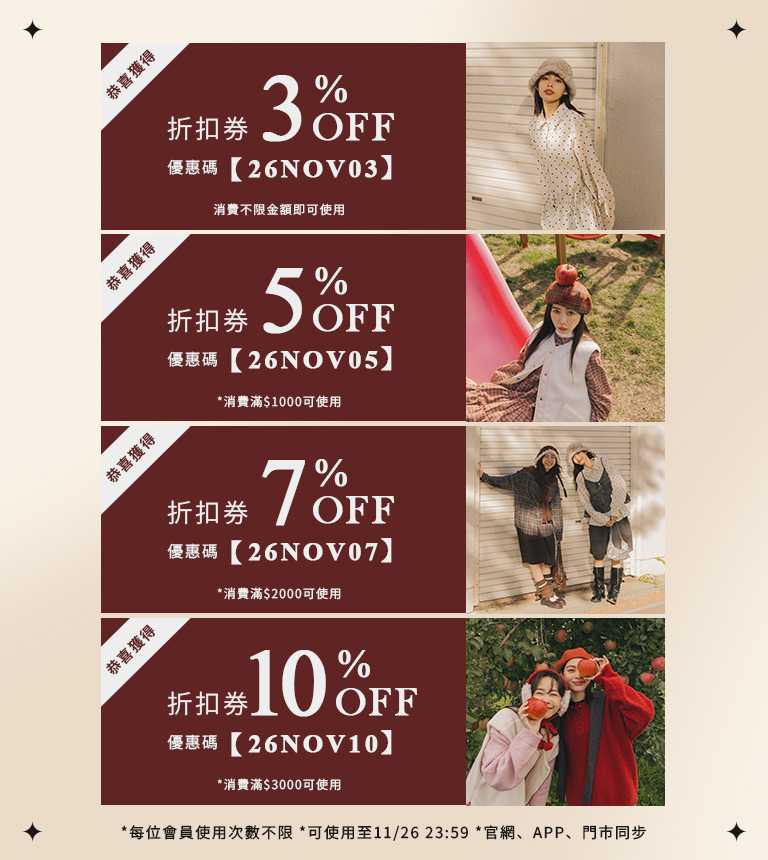 恭喜獲得
折扣券 3% OFF
優惠碼【26NOV03】
消費不限金額即可使用
恭喜獲得
折扣券 5% OFF
優惠碼【26NOV05】
*消費滿$1000可使用
恭喜獲得
折扣券 7% OFF
優惠碼【26NOV07】
*消費滿$2000可使用
恭喜獲得
折扣券 10% OFF
優惠碼【26NOV10】
*消費滿$3000可使用
*每位會員使用次數不限 *可使用至11/26 23:59 *官網、APP、門市同步